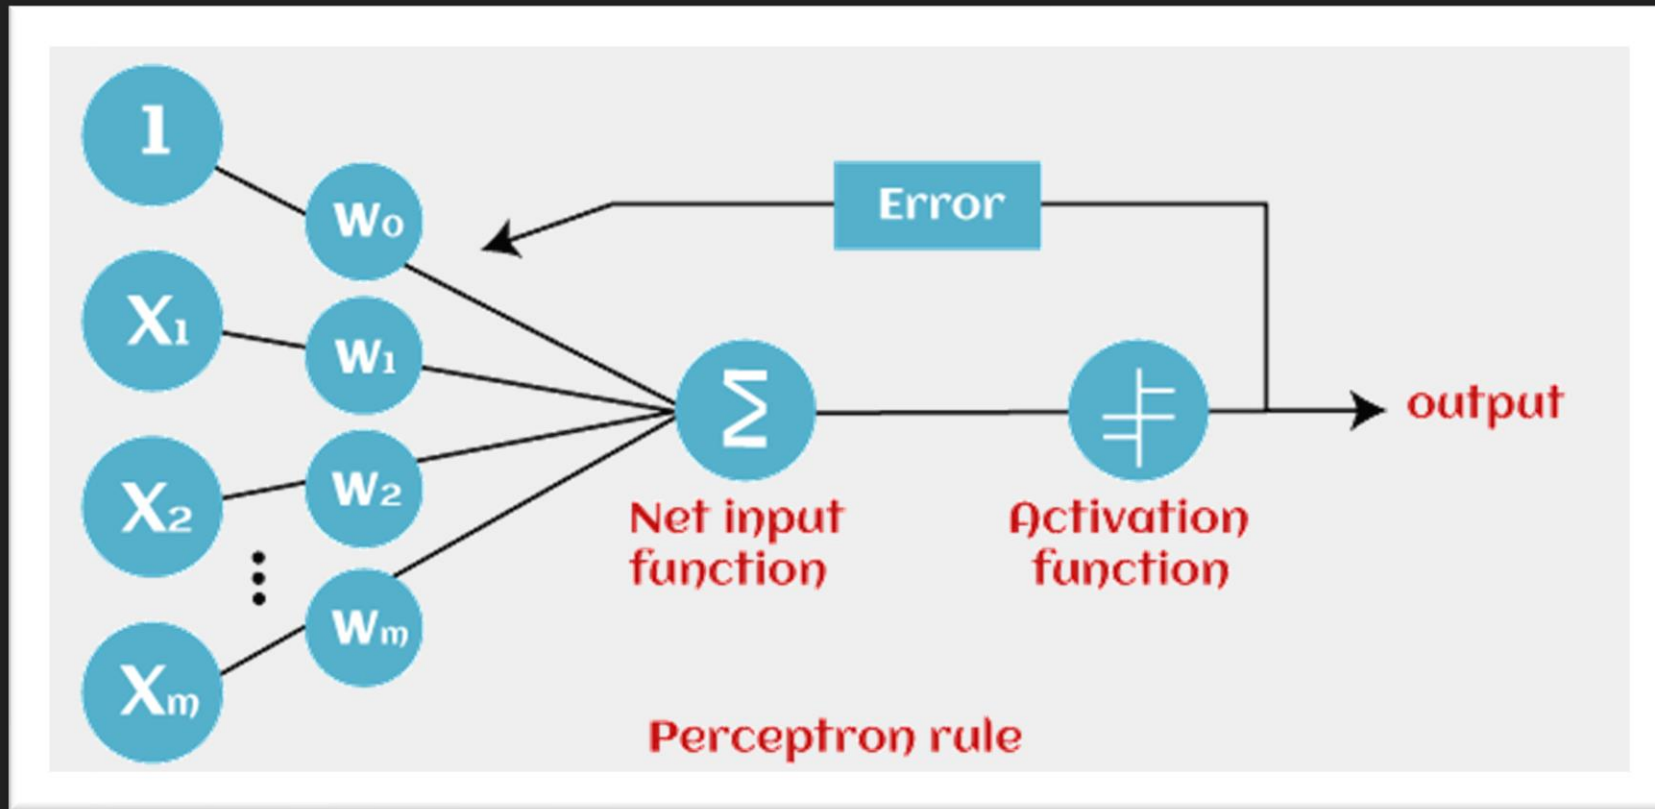 1
W₀
X₁
W₁
X₂
W₂
Xₘ
Wₘ
Error
Σ
output
Net input
function
Activation
function
Perceptron rule